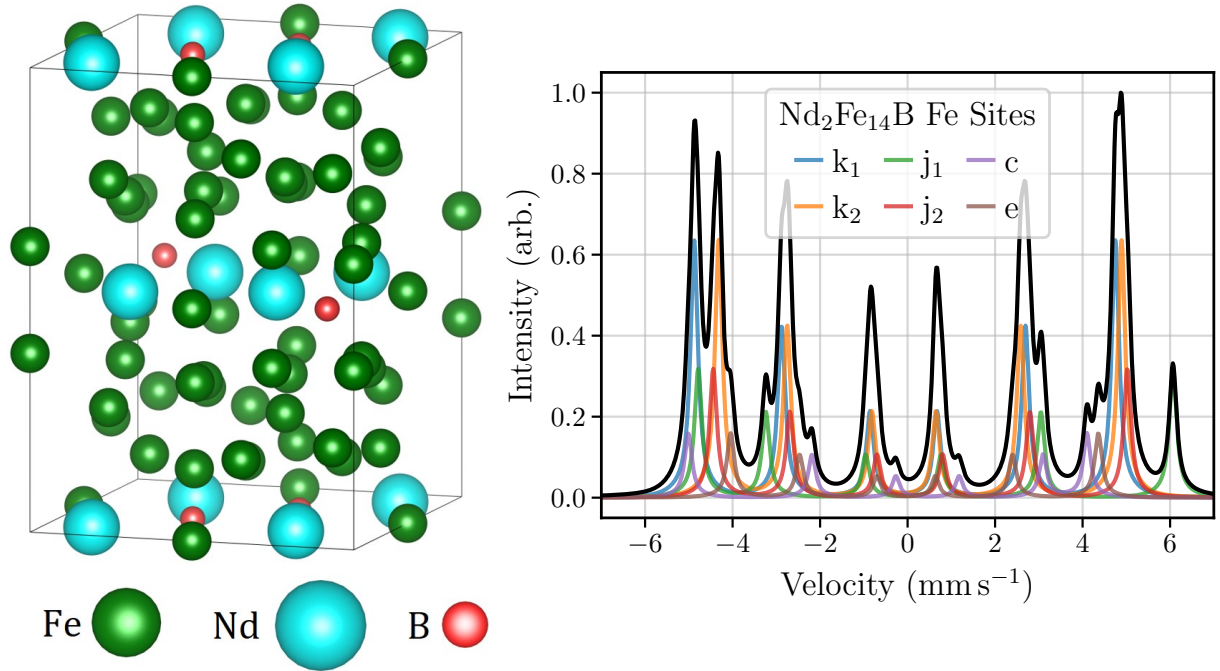 Fe Nd B
Nd₂Fe₁₄B Fe Sites
k₁ j₁ c
k₂ j₂ e
Intensity (arb.)
1.0
0.8
0.6
0.4
0.2
0.0
−6 −4 −2 0 2 4 6
Velocity (mm s⁻¹)